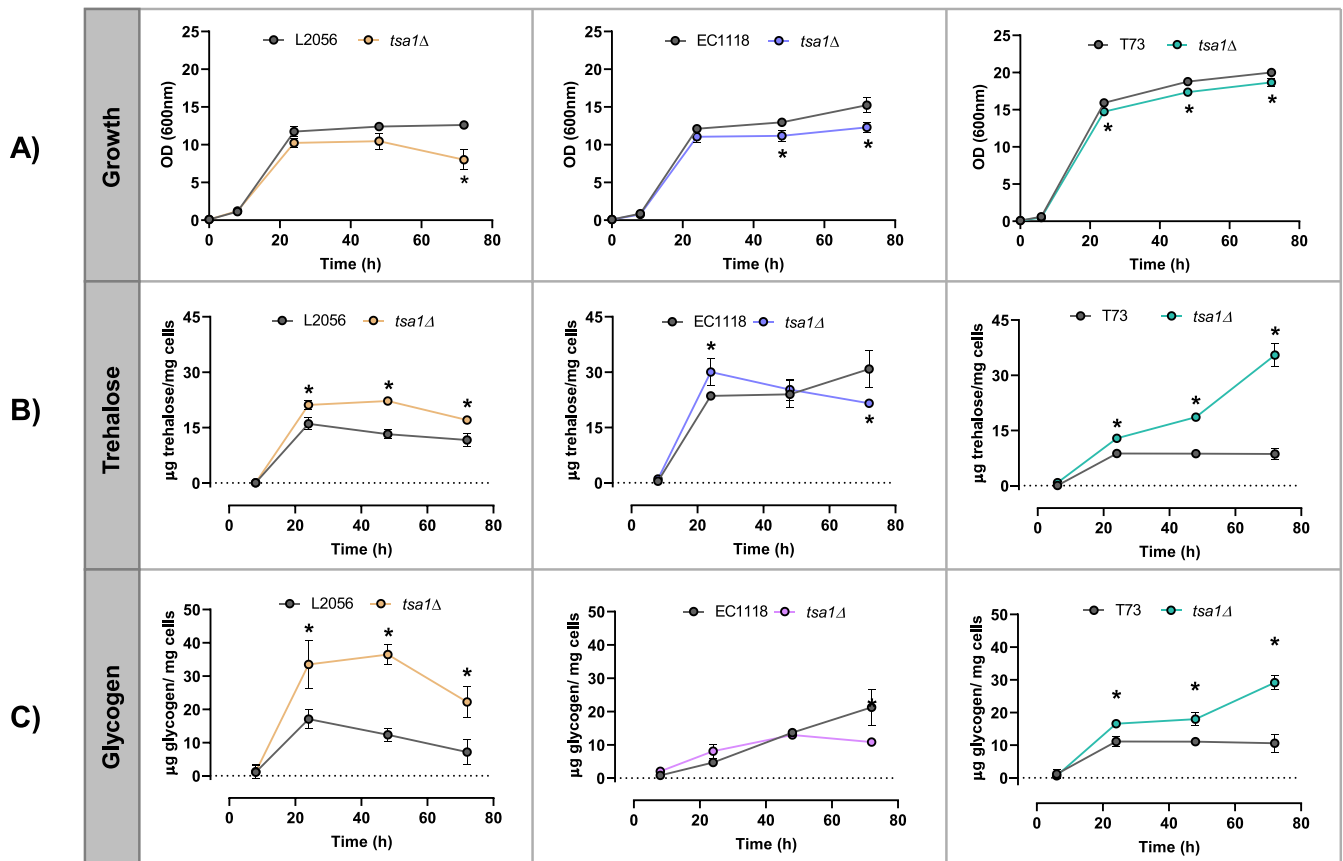 A)
Growth
L2056 tsa1Δ
OD (600nm)
25
20
15
10
5
0
0 20 40 60 80
Time (h)
*
EC1118 tsa1Δ
OD (600nm)
25
20
15
10
5
0
0 20 40 60 80
Time (h)
* *
T73 tsa1Δ
OD (600nm)
25
20
15
10
5
0
0 20 40 60 80
Time (h)
* * *
B)
Trehalose
L2056 tsa1Δ
µg trehalose/mg cells
45
30
15
0
0 20 40 60 80
Time (h)
* * *
EC1118 tsa1Δ
µg trehalose/mg cells
45
30
15
0
0 20 40 60 80
Time (h)
* *
T73 tsa1Δ
µg trehalose/mg cells
45
30
15
0
0 20 40 60 80
Time (h)
* * *
C)
Glycogen
L2056 tsa1Δ
µg glycogen/ mg cells
50
40
30
20
10
0
0 20 40 60 80
Time (h)
* * *
EC1118 tsa1Δ
µg glycogen/ mg cells
50
40
30
20
10
0
0 20 40 60 80
Time (h)
*
T73 tsa1Δ
µg glycogen/ mg cells
50
40
30
20
10
0
0 20 40 60 80
Time (h)
* * *